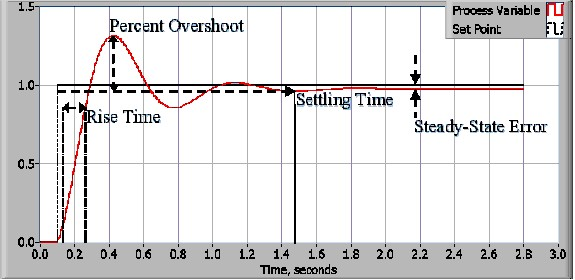 Process Variable
Set Point
1.5
Percent Overshoot
1.0
Settling Time
Rise Time
Steady-State Error
0.5
0.0
0.0 0.2 0.4 0.6 0.8 1.0 1.2 1.4 1.6 1.8 2.0 2.2 2.4 2.6 2.8 3.0
Time, seconds